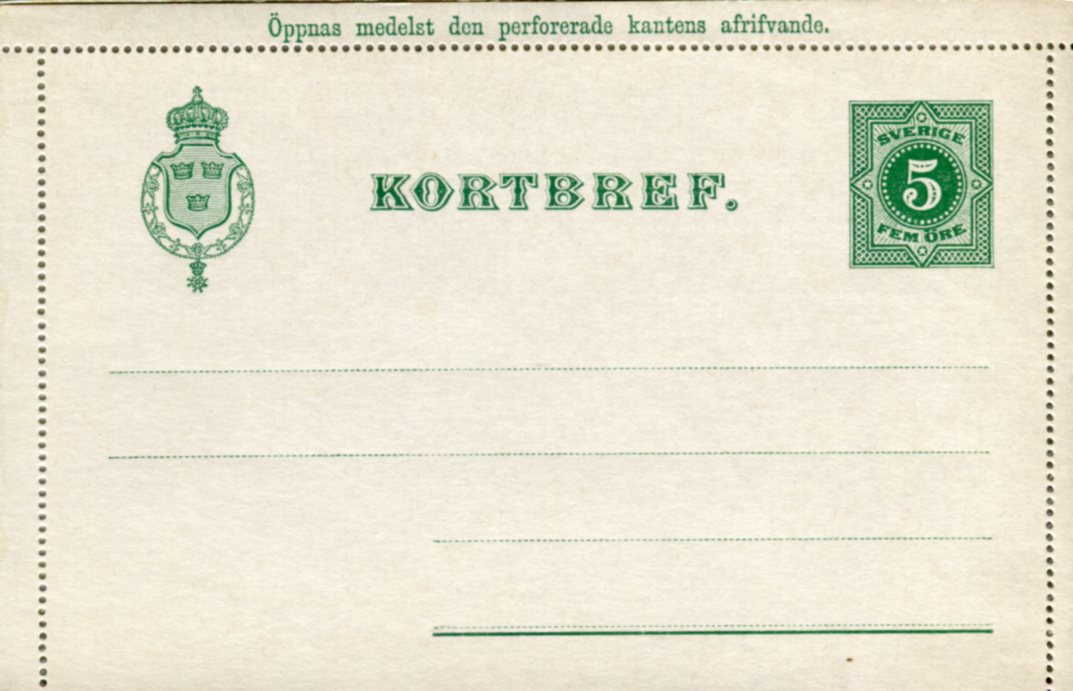 Öppnas medelst den perforerade kantens afrifvande.
KORTBREF.
SVERIGE
5
FEM ÖRE